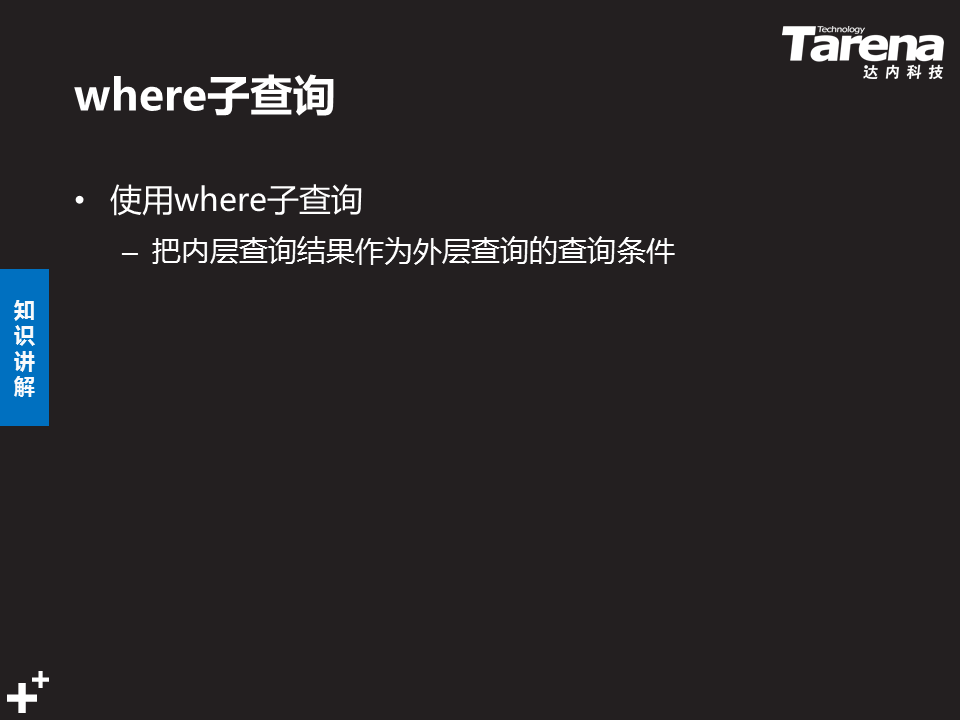 Technology
Tarena
达内科技
where子查询
• 使用where子查询
– 把内层查询结果作为外层查询的查询条件
知
识
讲
解